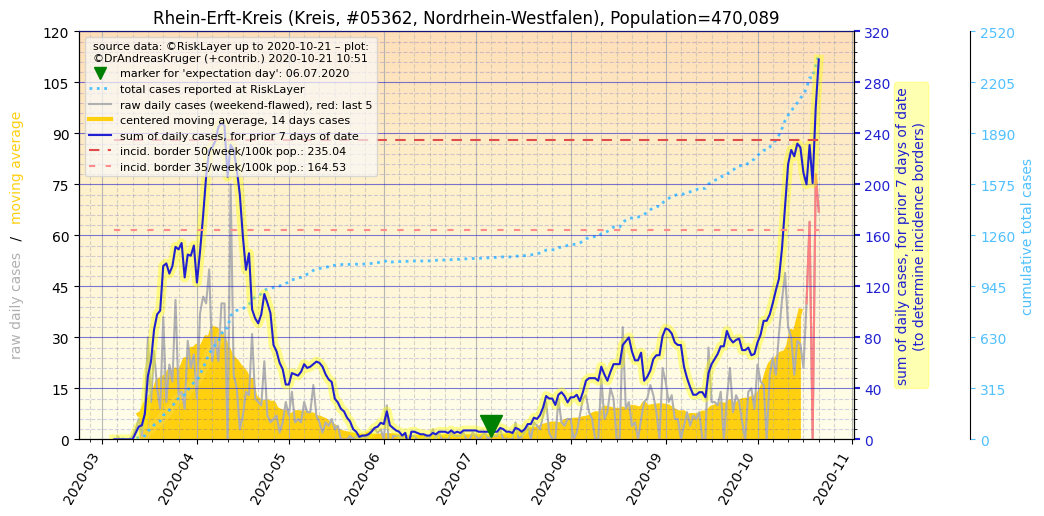 Rhein-Erft-Kreis (Kreis, #05362, Nordrhein-Westfalen), Population=470,089
source data: ©RiskLayer up to 2020-10-21 – plot:
©DrAndreasKruger (+contrib.) 2020-10-21 10:51
marker for 'expectation day': 06.07.2020
total cases reported at RiskLayer
raw daily cases (weekend-flawed), red: last 5
centered moving average, 14 days cases
sum of daily cases, for prior 7 days of date
incid. border 50/week/100k pop.: 235.04
incid. border 35/week/100k pop.: 164.53
raw daily cases / moving average
120
105
90
75
60
45
30
15
0
2020-03
2020-04
2020-05
2020-06
2020-07
2020-08
2020-09
2020-10
2020-11
320
280
240
200
160
120
80
40
0
sum of daily cases, for prior 7 days of date
(to determine incidence borders)
2520
2205
1890
1575
1260
945
630
315
0
cumulative total cases